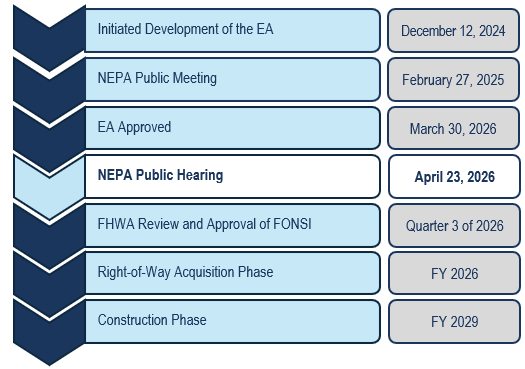 Initiated Development of the EA December 12, 2024
NEPA Public Meeting February 27, 2025
EA Approved March 30, 2026
NEPA Public Hearing April 23, 2026
FHWA Review and Approval of FONSI Quarter 3 of 2026
Right-of-Way Acquisition Phase FY 2026
Construction Phase FY 2029